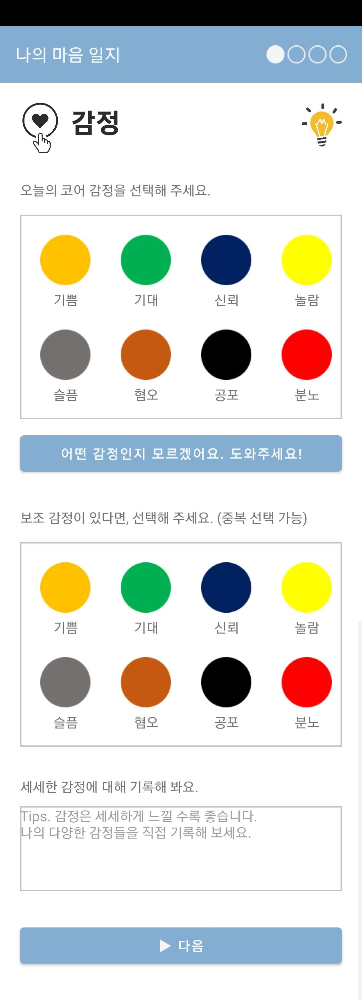 나의 마음 일지
감정
오늘의 코어 감정을 선택해 주세요.
기쁨 기대 신뢰 놀람
슬픔 혐오 공포 분노
어떤 감정인지 모르겠어요. 도와주세요!
보조 감정이 있다면, 선택해 주세요. (중복 선택 가능)
기쁨 기대 신뢰 놀람
슬픔 혐오 공포 분노
세세한 감정에 대해 기록해 봐요.
Tips. 감정은 세세하게 느낄 수록 좋습니다.
나의 다양한 감정들을 직접 기록해 보세요.
▶ 다음